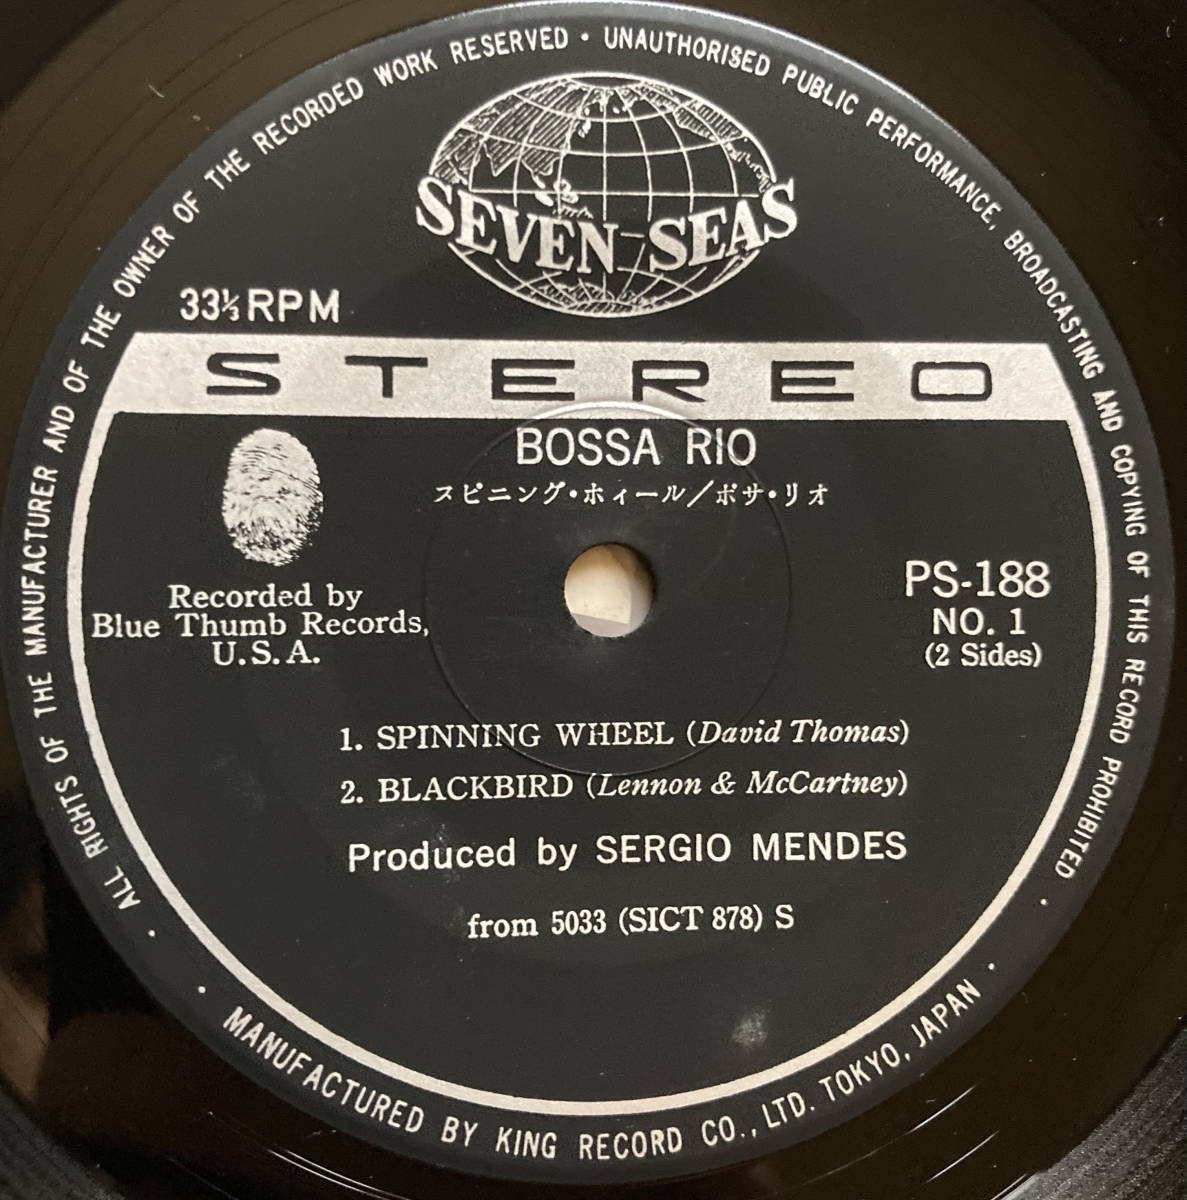 ALL RIGHTS OF THE MANUFACTURER AND OF THE OWNER OF THE RECORDED WORK RESERVED • UNAUTHORISED PUBLIC PERFORMANCE, BROADCASTING AND COPYING OF THIS RECORD PROHIBITED •
SEVEN SEAS
33⅓ RPM
STEREO
BOSSA RIO
スピニング・ホィール/ボサ・リオ
Recorded by
Blue Thumb Records,
U.S.A.
PS-188
NO. 1
(2 Sides)
1. SPINNING WHEEL (David Thomas)
2. BLACKBIRD (Lennon & McCartney)
Produced by SERGIO MENDES
from 5033 (SICT 878) S
• MANUFACTURED BY KING RECORD CO., LTD. TOKYO, JAPAN •